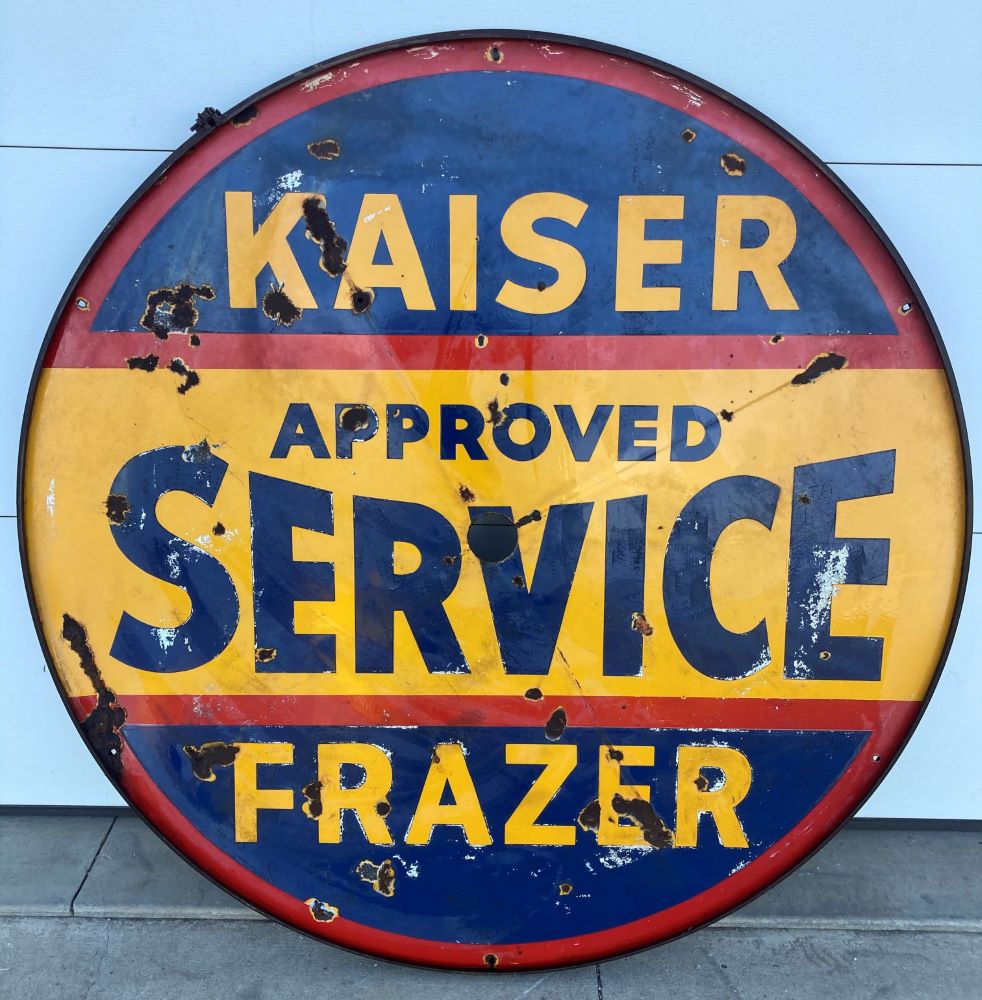 KAISER
APPROVED
SERVICE
FRAZER